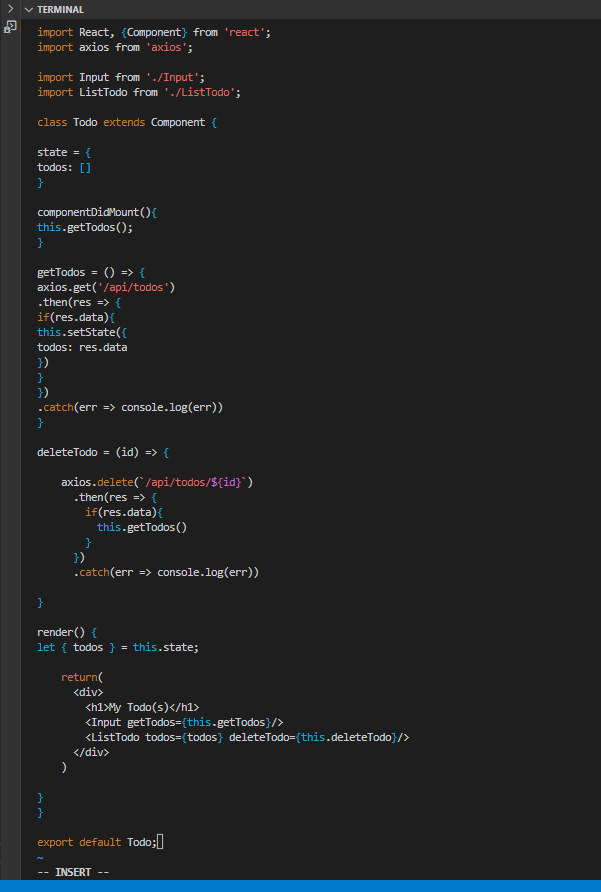 TERMINAL
import React, {Component} from 'react';
import axios from 'axios';

import Input from './Input';
import ListTodo from './ListTodo';

class Todo extends Component {

state = {
todos: []
}

componentDidMount(){
this.getTodos();
}

getTodos = () => {
axios.get('/api/todos')
.then(res => {
if(res.data){
this.setState({
todos: res.data
})
}
})
.catch(err => console.log(err))
}

deleteTodo = (id) => {

    axios.delete(`/api/todos/${id}`)
      .then(res => {
        if(res.data){
          this.getTodos()
        }
      })
      .catch(err => console.log(err))

}

render() {
let { todos } = this.state;

    return(
      <div>
        <h1>My Todo(s)</h1>
        <Input getTodos={this.getTodos}/>
        <ListTodo todos={todos} deleteTodo={this.deleteTodo}/>
      </div>
    )

}
}

export default Todo;
~
-- INSERT --